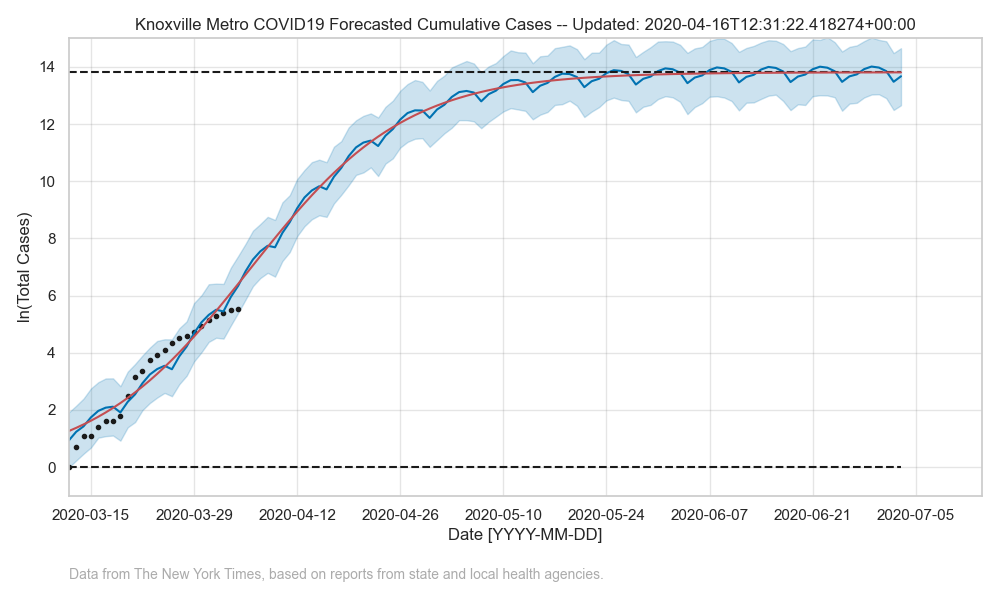 Knoxville Metro COVID19 Forecasted Cumulative Cases -- Updated: 2020-04-16T12:31:22.418274+00:00
14
12
10
8
6
4
2
0
ln(Total Cases)
2020-03-15 2020-03-29 2020-04-12 2020-04-26 2020-05-10 2020-05-24 2020-06-07 2020-06-21 2020-07-05
Date [YYYY-MM-DD]
Data from The New York Times, based on reports from state and local health agencies.